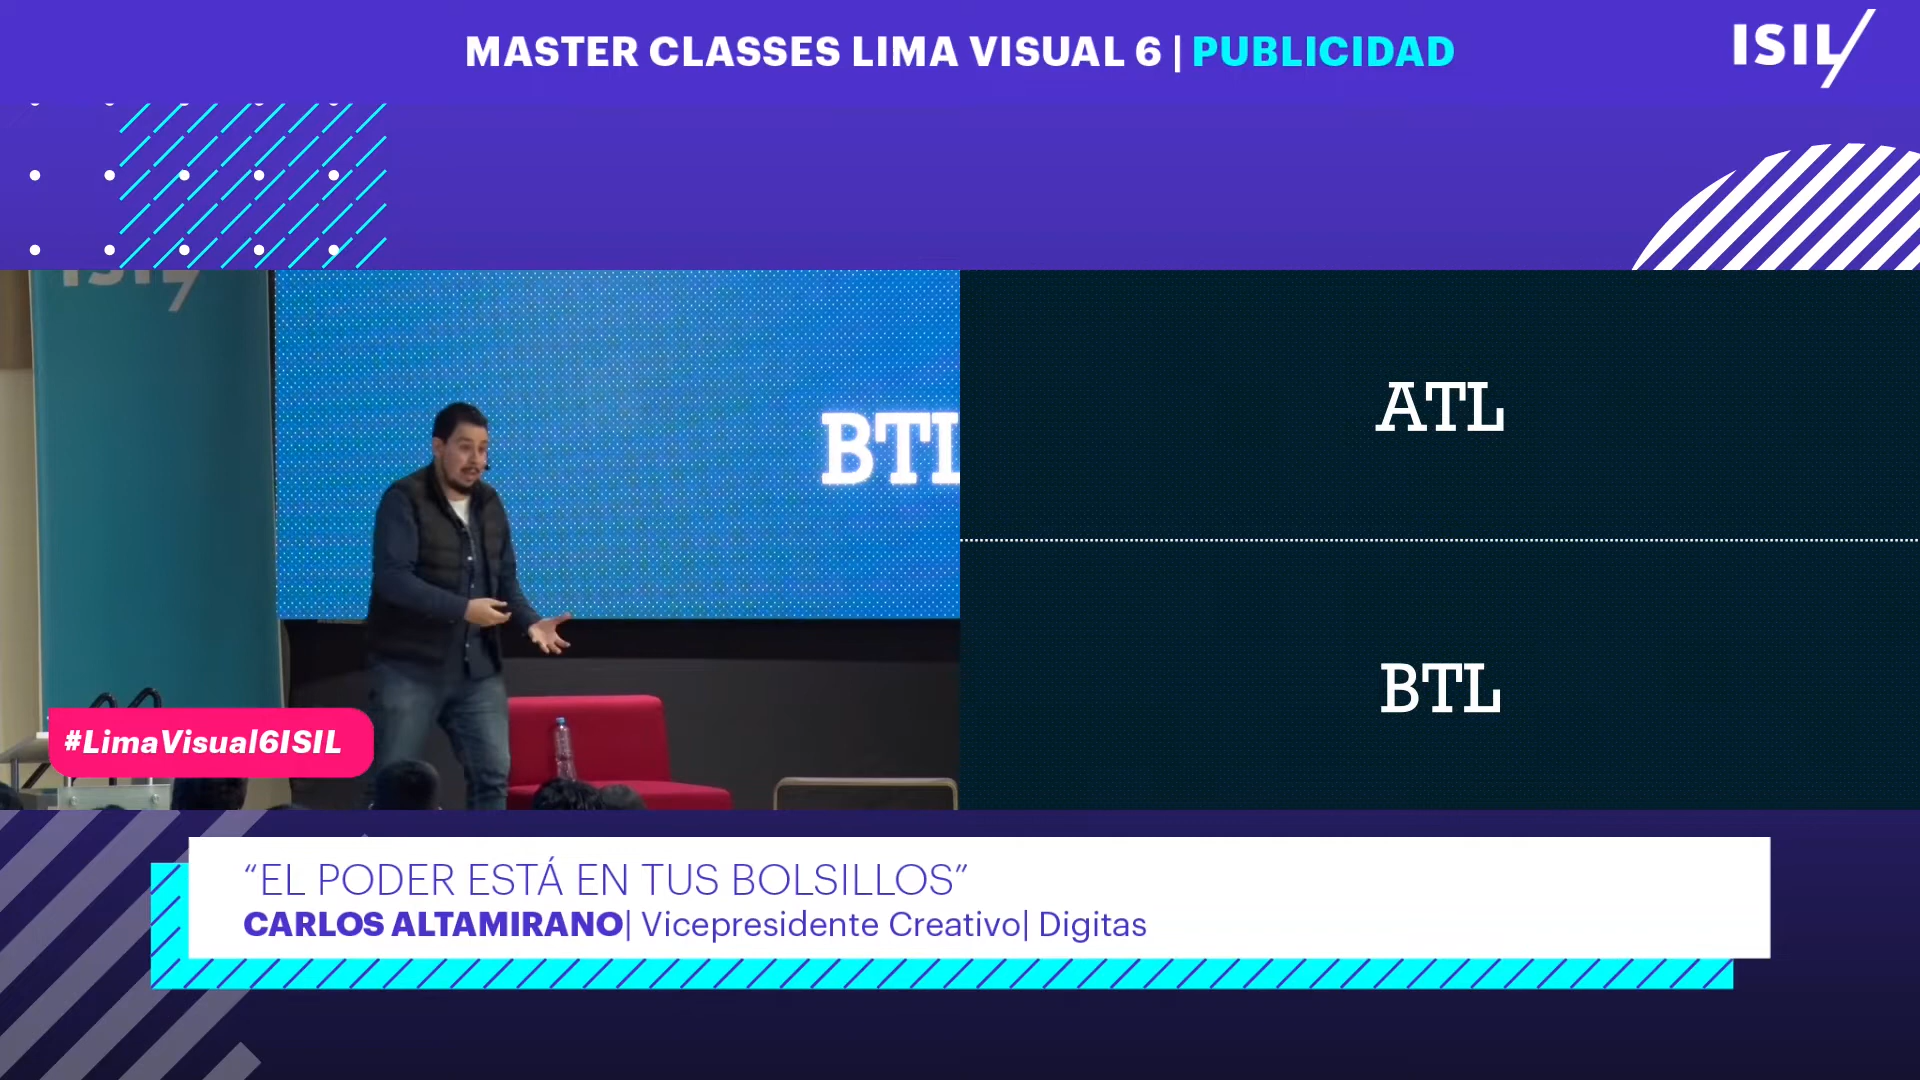 MASTER CLASSES LIMA VISUAL 6 | PUBLICIDAD
ISIL
ISIL
BTL
ATL
BTL
#LimaVisual6ISIL
“EL PODER ESTÁ EN TUS BOLSILLOS”
CARLOS ALTAMIRANO| Vicepresidente Creativo| Digitas